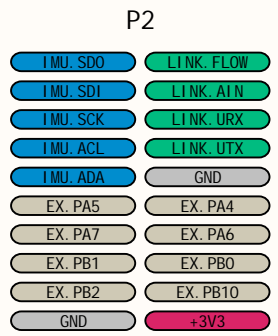 P2
IMU.SDO LINK.FLOW
IMU.SDI LINK.AIN
IMU.SCK LINK.URX
IMU.ACL LINK.UTX
IMU.ADA GND
EX.PA5 EX.PA4
EX.PA7 EX.PA6
EX.PB1 EX.PB0
EX.PB2 EX.PB10
GND +3V3